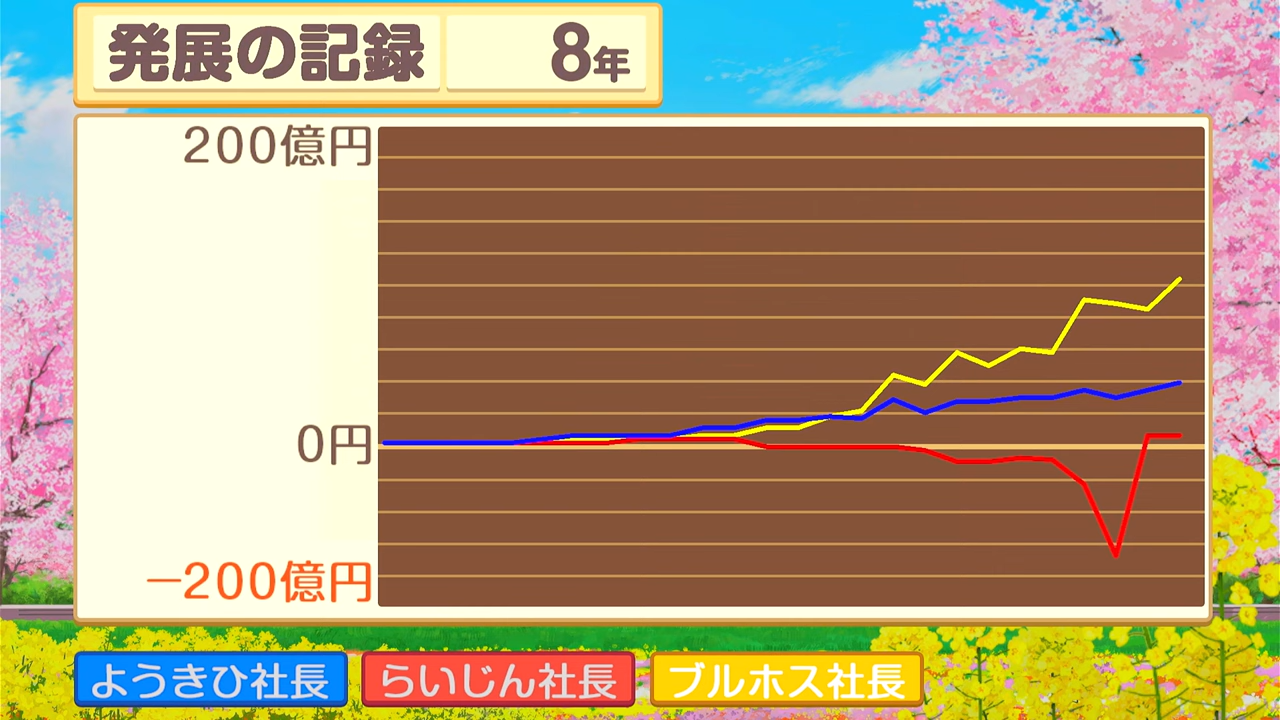 発展の記録 8年
200億円
0円
−200億円
ようきひ社長 らいじん社長 ブルホス社長